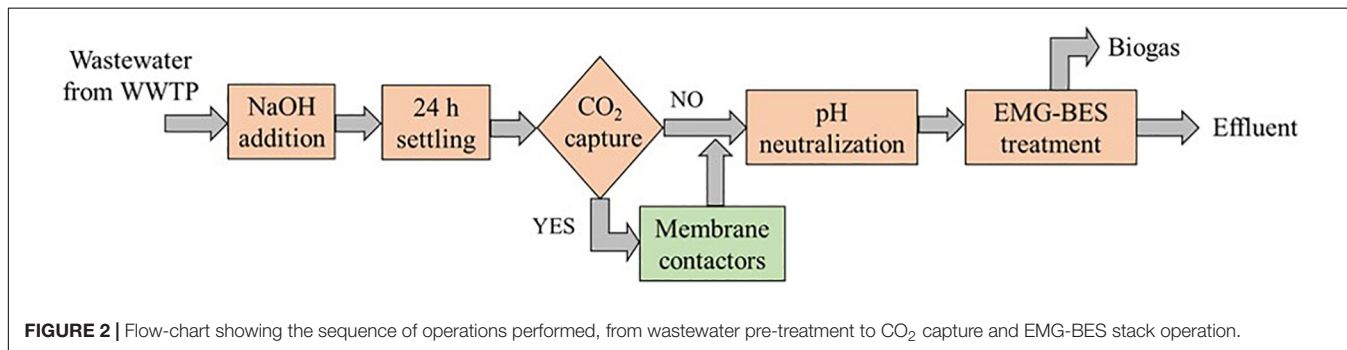 Wastewater
from WWTP
NaOH
addition
24 h
settling
CO₂
capture
NO
YES
Membrane
contactors
pH
neutralization
EMG-BES
treatment
Biogas
Effluent
FIGURE 2 | Flow-chart showing the sequence of operations performed, from wastewater pre-treatment to CO₂ capture and EMG-BES stack operation.